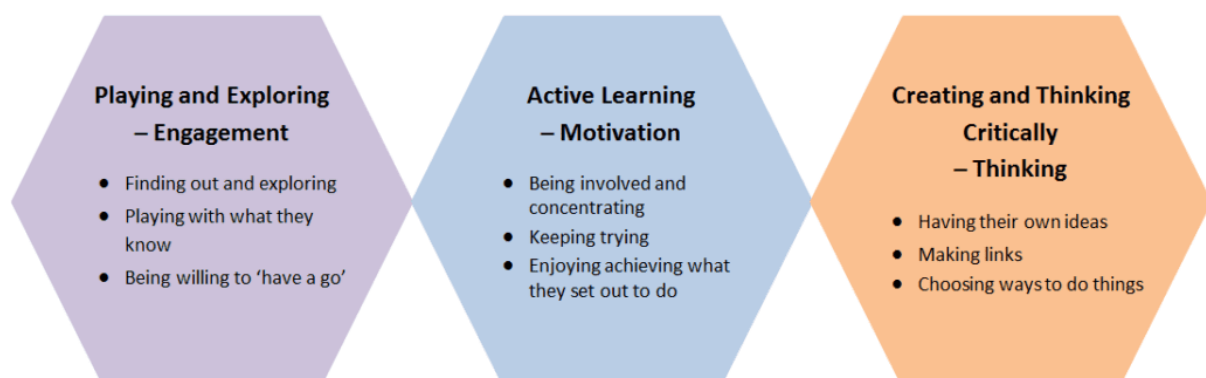 Playing and Exploring
– Engagement
● Finding out and exploring
● Playing with what they
know
● Being willing to ‘have a go’
Active Learning
– Motivation
● Being involved and
concentrating
● Keeping trying
● Enjoying achieving what
they set out to do
Creating and Thinking
Critically
– Thinking
● Having their own ideas
● Making links
● Choosing ways to do things